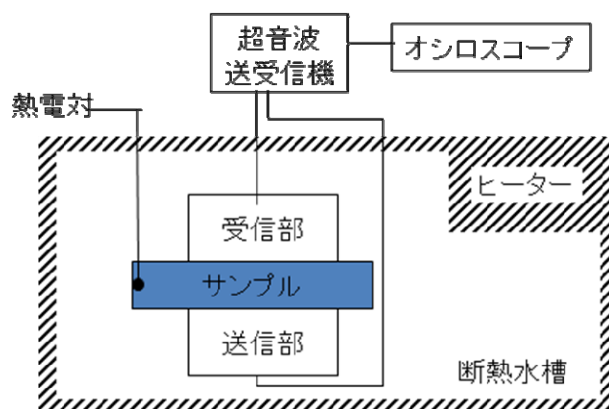 超音波
送受信機
オシロスコープ
熱電対
ヒーター
受信部
サンプル
送信部
断熱水槽